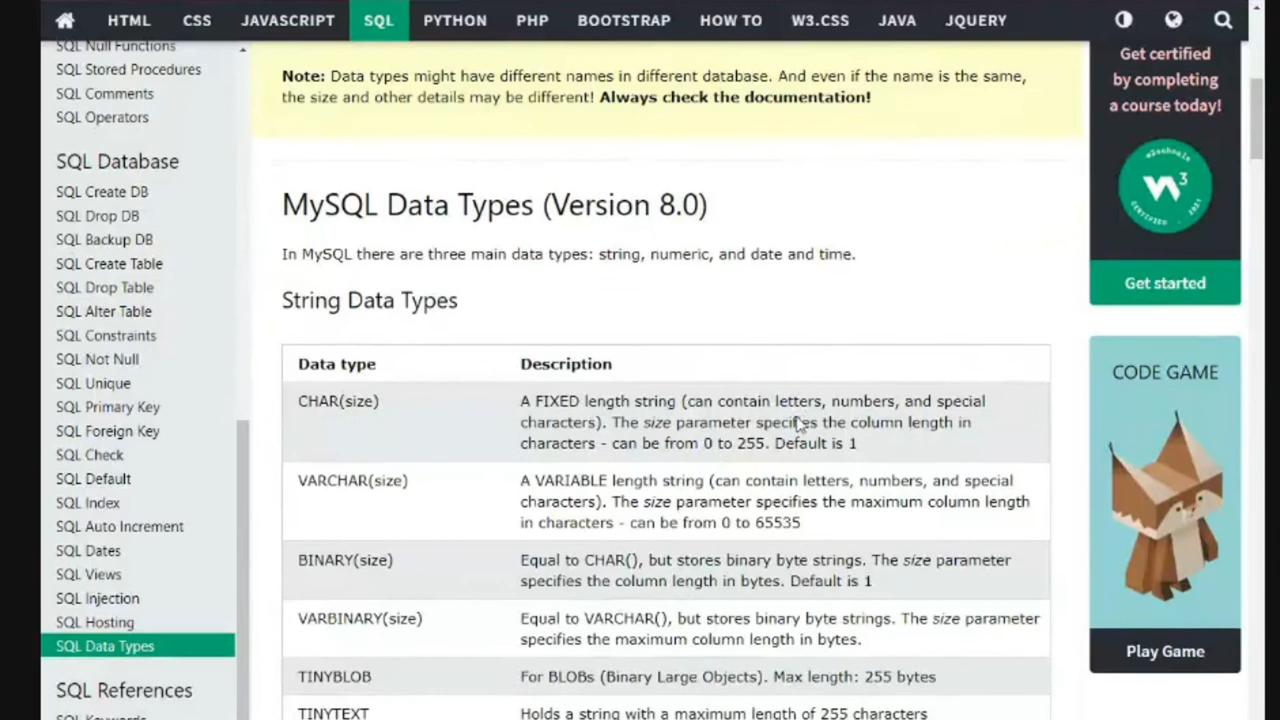 HTML CSS JAVASCRIPT SQL PYTHON PHP BOOTSTRAP HOW TO W3.CSS JAVA JQUERY
SQL Null Functions
SQL Stored Procedures
SQL Comments
SQL Operators
SQL Database
SQL Create DB
SQL Drop DB
SQL Backup DB
SQL Create Table
SQL Drop Table
SQL Alter Table
SQL Constraints
SQL Not Null
SQL Unique
SQL Primary Key
SQL Foreign Key
SQL Check
SQL Default
SQL Index
SQL Auto Increment
SQL Dates
SQL Views
SQL Injection
SQL Hosting
SQL Data Types
SQL References
SQL Keywords
Note: Data types might have different names in different database. And even if the name is the same,
the size and other details may be different! Always check the documentation!
MySQL Data Types (Version 8.0)
In MySQL there are three main data types: string, numeric, and date and time.
String Data Types
Data type Description
CHAR(size) A FIXED length string (can contain letters, numbers, and special
characters). The size parameter specifies the column length in
characters - can be from 0 to 255. Default is 1
VARCHAR(size) A VARIABLE length string (can contain letters, numbers, and special
characters). The size parameter specifies the maximum column length
in characters - can be from 0 to 65535
BINARY(size) Equal to CHAR(), but stores binary byte strings. The size parameter
specifies the column length in bytes. Default is 1
VARBINARY(size) Equal to VARCHAR(), but stores binary byte strings. The size parameter
specifies the maximum column length in bytes.
TINYBLOB For BLOBs (Binary Large Objects). Max length: 255 bytes
TINYTEXT Holds a string with a maximum length of 255 characters
Get certified
by completing
a course today!
w3schools
W3
CERTIFIED . 2021
Get started
CODE GAME
Play Game